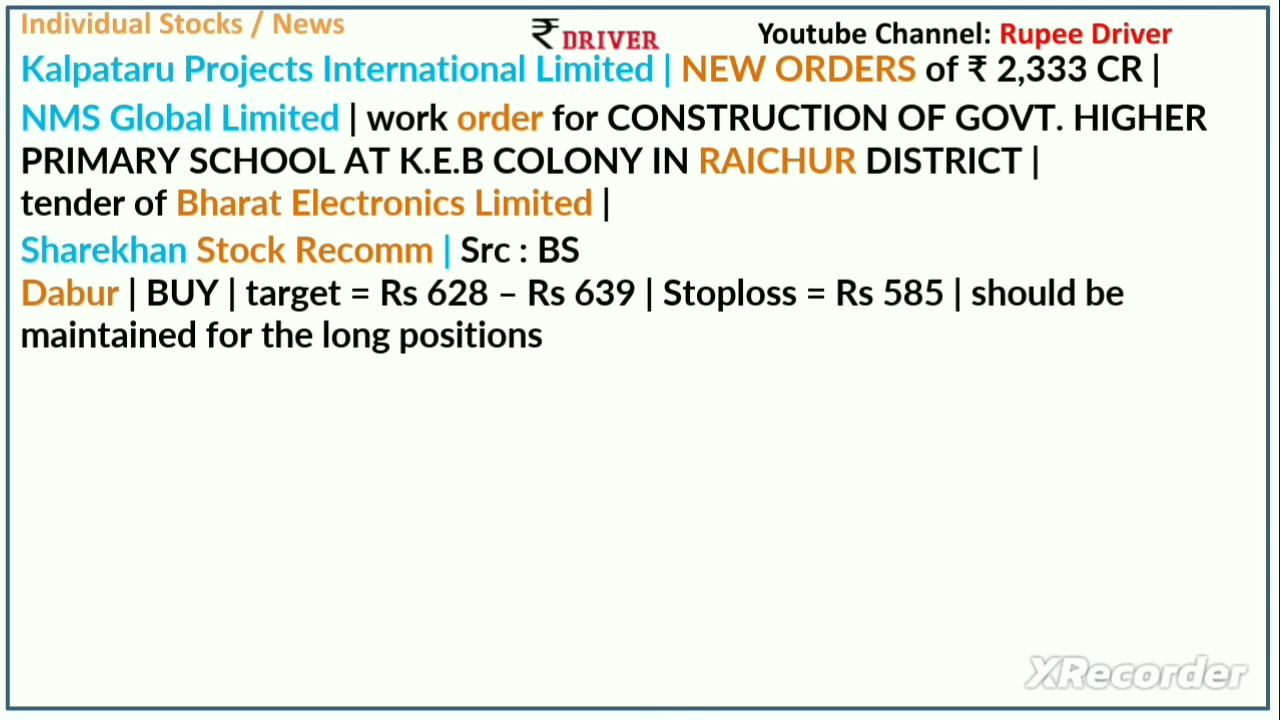 Individual Stocks / News
₹ DRIVER
Youtube Channel: Rupee Driver
Kalpataru Projects International Limited | NEW ORDERS of ₹ 2,333 CR |
NMS Global Limited | work order for CONSTRUCTION OF GOVT. HIGHER
PRIMARY SCHOOL AT K.E.B COLONY IN RAICHUR DISTRICT |
tender of Bharat Electronics Limited |
Sharekhan Stock Recomm | Src : BS
Dabur | BUY | target = Rs 628 – Rs 639 | Stoploss = Rs 585 | should be
maintained for the long positions
XRecorder